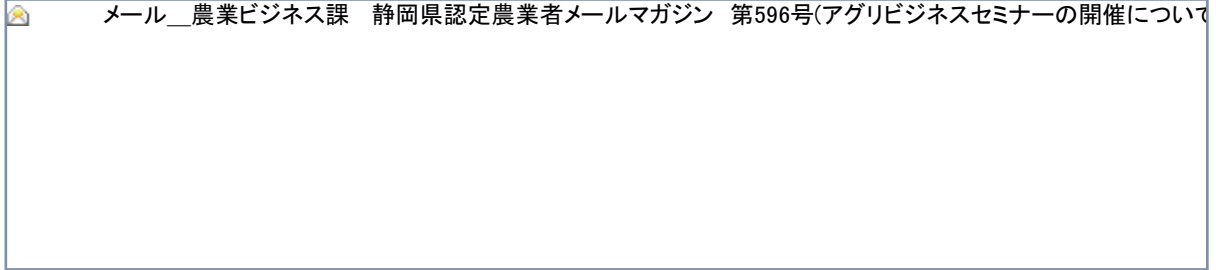 メール__農業ビジネス課　静岡県認定農業者メールマガジン　第596号(アグリビジネスセミナーの開催について